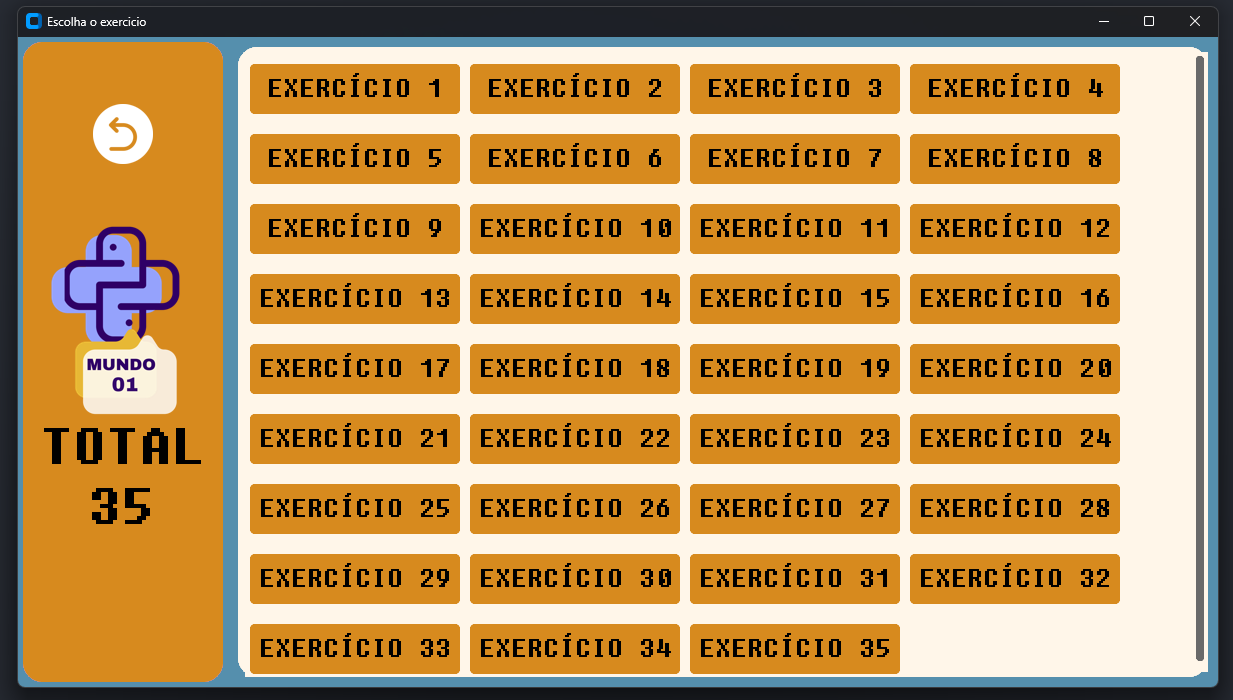 Escolha o exercicio
MUNDO
01
TOTAL
35
EXERCÍCIO 1
EXERCÍCIO 2
EXERCÍCIO 3
EXERCÍCIO 4
EXERCÍCIO 5
EXERCÍCIO 6
EXERCÍCIO 7
EXERCÍCIO 8
EXERCÍCIO 9
EXERCÍCIO 10
EXERCÍCIO 11
EXERCÍCIO 12
EXERCÍCIO 13
EXERCÍCIO 14
EXERCÍCIO 15
EXERCÍCIO 16
EXERCÍCIO 17
EXERCÍCIO 18
EXERCÍCIO 19
EXERCÍCIO 20
EXERCÍCIO 21
EXERCÍCIO 22
EXERCÍCIO 23
EXERCÍCIO 24
EXERCÍCIO 25
EXERCÍCIO 26
EXERCÍCIO 27
EXERCÍCIO 28
EXERCÍCIO 29
EXERCÍCIO 30
EXERCÍCIO 31
EXERCÍCIO 32
EXERCÍCIO 33
EXERCÍCIO 34
EXERCÍCIO 35